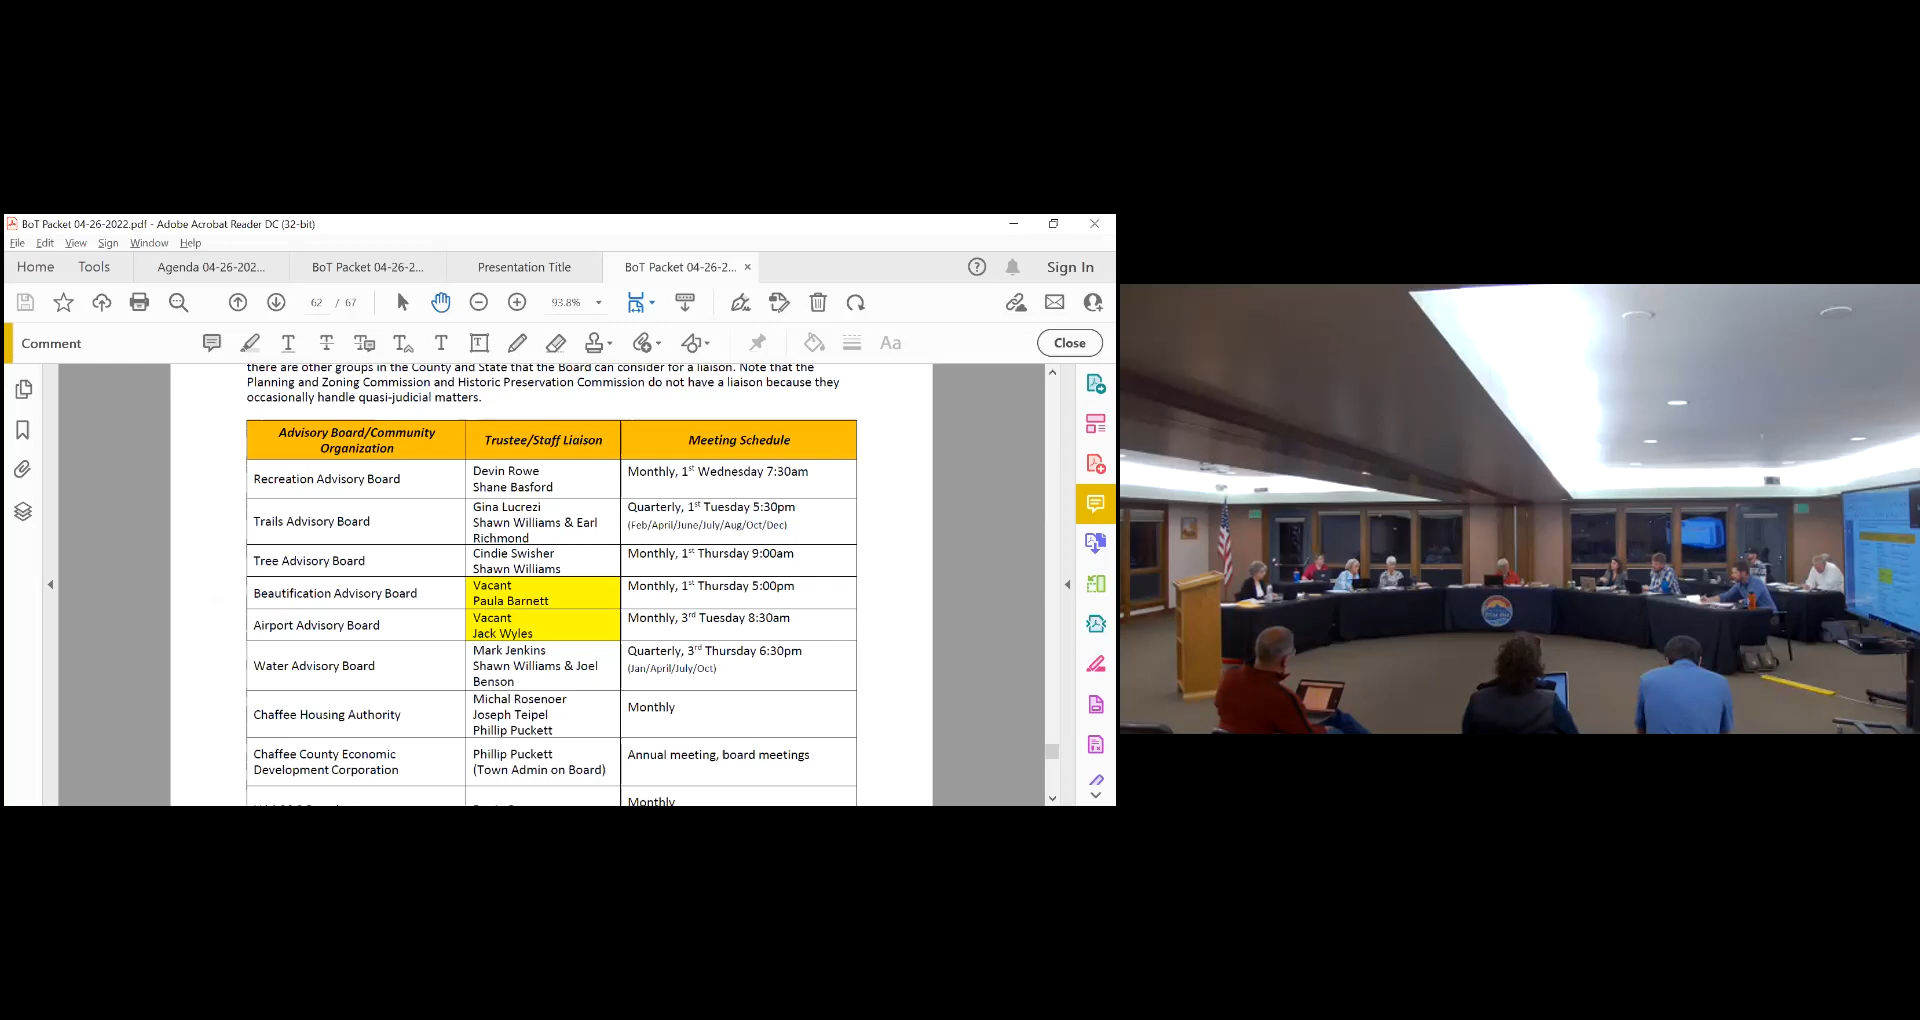 BoT Packet 04-26-2022.pdf - Adobe Acrobat Reader DC (32-bit)
File Edit View Sign Window Help
Home Tools Agenda 04-26-202... BoT Packet 04-26-2... Presentation Title BoT Packet 04-26-2... × Sign In
62 / 67 93.8%
Comment Aa Close
there are other groups in the County and State that the Board can consider for a liaison. Note that the
Planning and Zoning Commission and Historic Preservation Commission do not have a liaison because they
occasionally handle quasi-judicial matters.
Advisory Board/Community
Organization
Trustee/Staff Liaison
Meeting Schedule
Recreation Advisory Board
Devin Rowe
Shane Basford
Monthly, 1st Wednesday 7:30am
Trails Advisory Board
Gina Lucrezi
Shawn Williams & Earl
Richmond
Quarterly, 1st Tuesday 5:30pm
(Feb/April/June/July/Aug/Oct/Dec)
Tree Advisory Board
Cindie Swisher
Shawn Williams
Monthly, 1st Thursday 9:00am
Beautification Advisory Board
Vacant
Paula Barnett
Monthly, 1st Thursday 5:00pm
Airport Advisory Board
Vacant
Jack Wyles
Monthly, 3rd Tuesday 8:30am
Water Advisory Board
Mark Jenkins
Shawn Williams & Joel
Benson
Quarterly, 3rd Thursday 6:30pm
(Jan/April/July/Oct)
Chaffee Housing Authority
Michal Rosenoer
Joseph Teipel
Phillip Puckett
Monthly
Chaffee County Economic
Development Corporation
Phillip Puckett
(Town Admin on Board)
Annual meeting, board meetings
Monthly